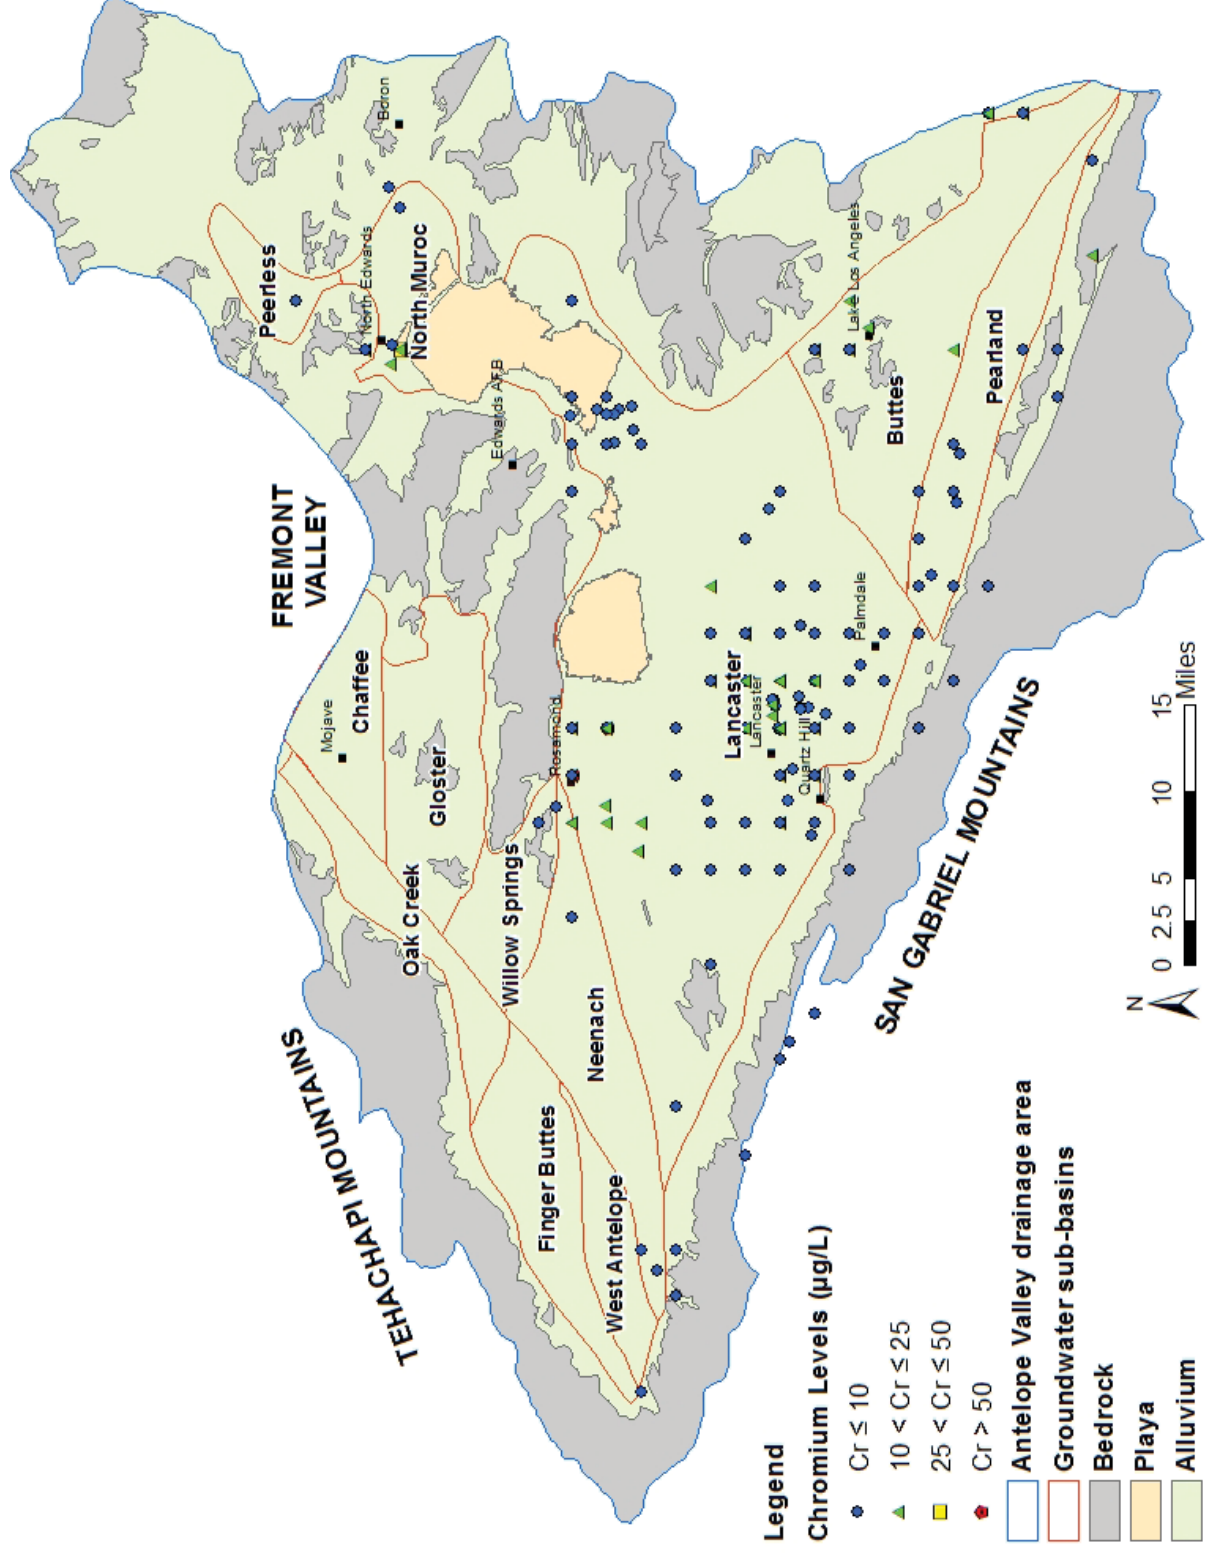 TEHACHAPI MOUNTAINS
FREMONT
VALLEY
SAN GABRIEL MOUNTAINS
Peerless
North Edwards
North Muroc
Boron
Edwards AFB
Mojave
Chaffee
Gloster
Oak Creek
Willow Springs
Rosamond
Finger Buttes
West Antelope
Neenach
Lancaster
Lancaster
Quartz Hill
Palmdale
Buttes
Lake Los Angeles
Pearland
Legend
Chromium Levels (µg/L)
Cr ≤ 10
10 < Cr ≤ 25
25 < Cr ≤ 50
Cr > 50
Antelope Valley drainage area
Groundwater sub-basins
Bedrock
Playa
Alluvium
N
0 2.5 5 10 15
Miles